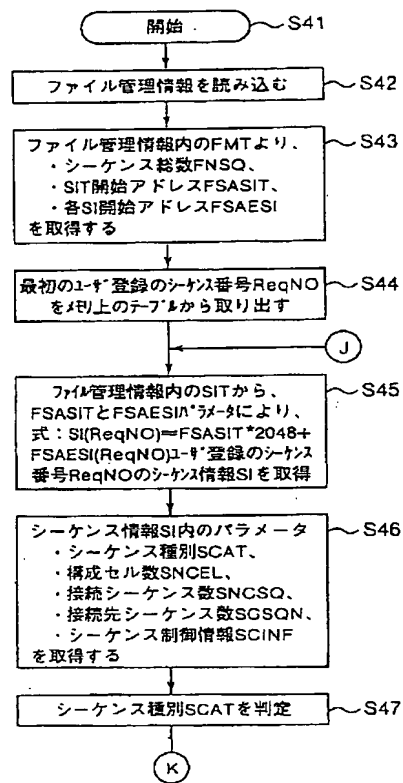 開始
S41
ファイル管理情報を読み込む
S42
ファイル管理情報内のFMTより、
・シーケンス総数FNSQ、
・SIT開始アドレスFSASIT、
・各SI開始アドレスFSAESI
を取得する
S43
最初のユーザ登録のシーケンス番号ReqNO
をメモリ上のテーブルから取り出す
S44
J
ファイル管理情報内のSITから、
FSASITとFSAESIパラメータにより、
式：SI(ReqNO)=FSASIT*2048+
FSAESI(ReqNO)ユーザ登録のシーケンス
番号ReqNOのシーケンス情報SIを取得
S45
シーケンス情報SI内のパラメータ
・シーケンス種別SCAT、
・構成セル数SNCEL、
・接続シーケンス数SNCSQ、
・接続先シーケンス数SCSQN、
・シーケンス制御情報SCINF
を取得する
S46
シーケンス種別SCATを判定
S47
K